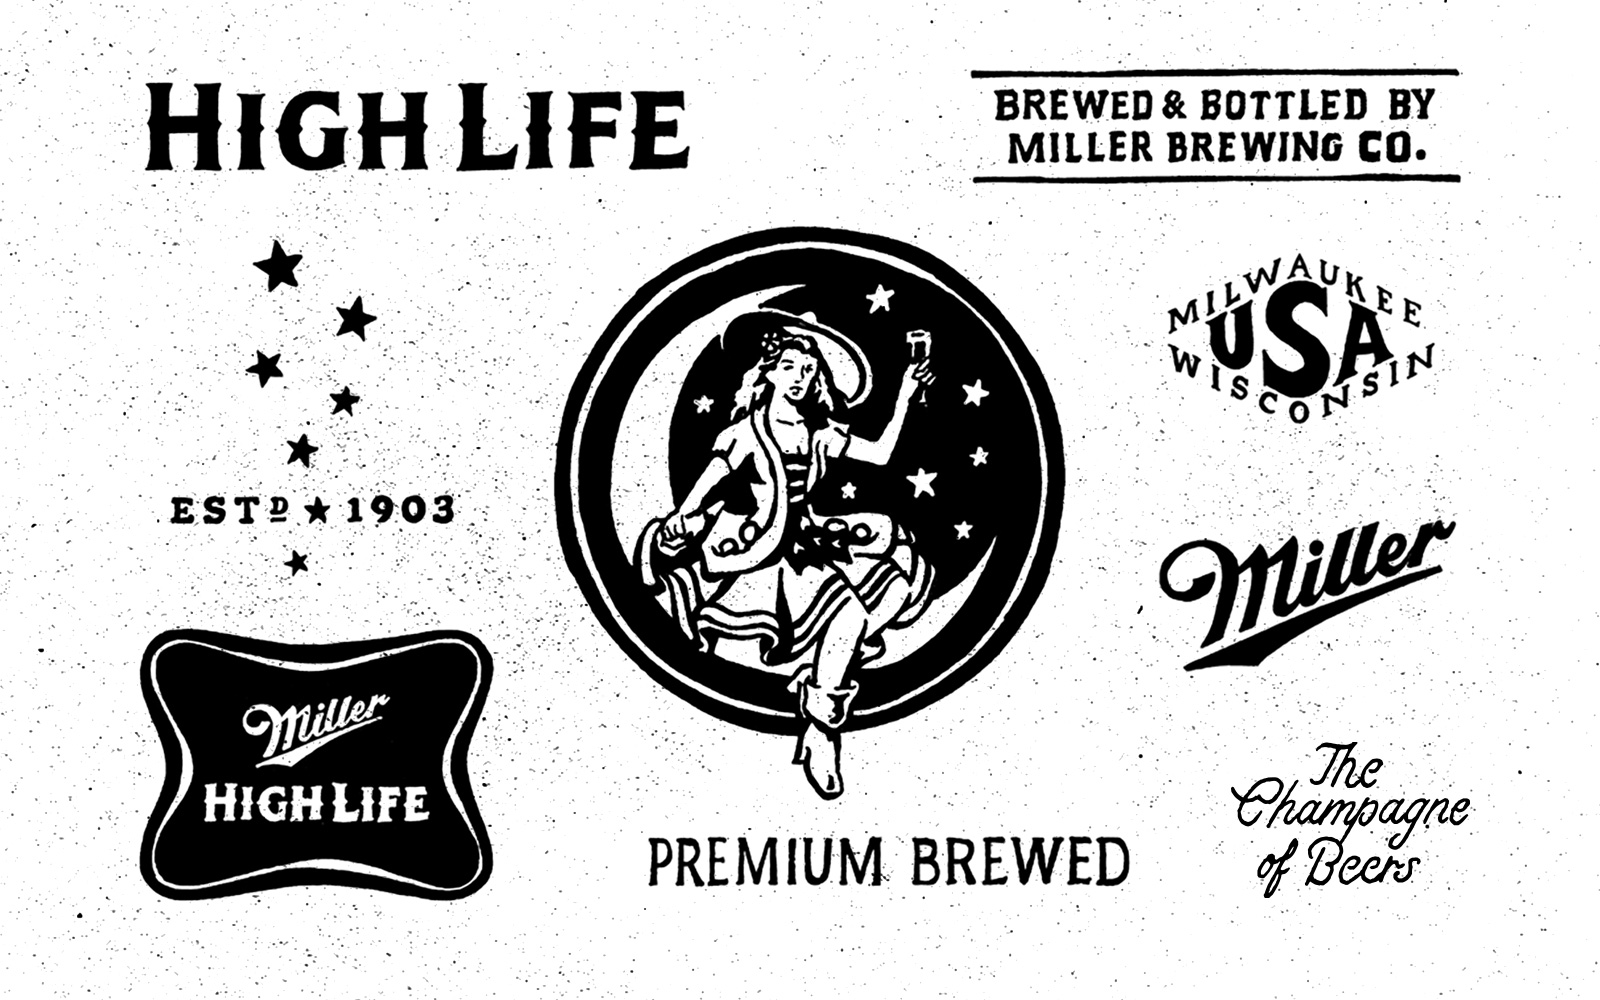 HIGH LIFE
BREWED & BOTTLED BY
MILLER BREWING CO.
MILWAUKEE
USA
WISCONSIN
ESTD ★ 1903
Miller
Miller
HIGH LIFE
The
Champagne
of Beers
PREMIUM BREWED